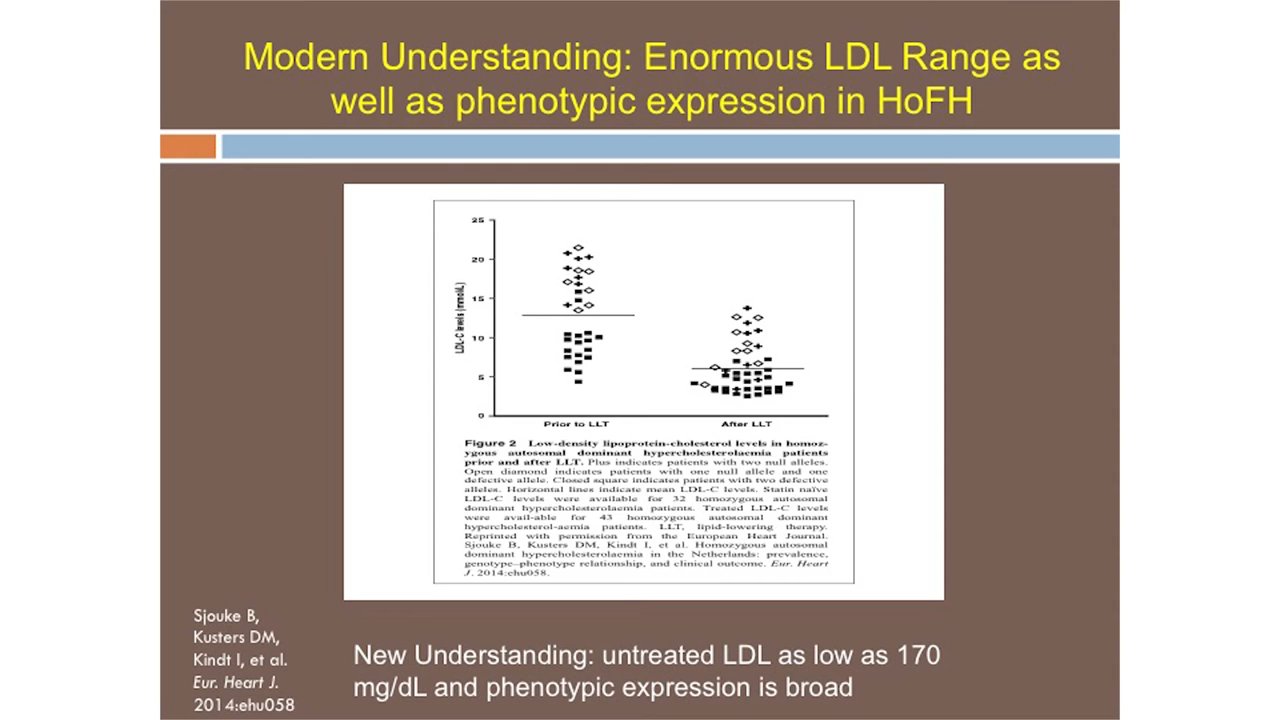 Modern Understanding: Enormous LDL Range as
well as phenotypic expression in HoFH
25
20
15
10
5
0
LDL-C levels (mmol/L)
Prior to LLT
After LLT
Figure 2 Low-density lipoprotein-cholesterol levels in homoz-
ygous autosomal dominant hypercholesterolaemia patients
prior and after LLT. Plus indicates patients with two null alleles.
Open diamond indicates patients with one null allele and one
defective allele. Closed square indicates patients with two defective
alleles. Horizontal lines indicate mean LDL-C levels. Statin naïve
LDL-C levels were available for 32 homozygous autosomal
dominant hypercholesterolaemia patients. Treated LDL-C levels
were avail-able for 43 homozygous autosomal dominant
hypercholesterol-aemia patients. LLT, lipid-lowering therapy.
Reprinted with permission from the European Heart Journal.
Sjouke B, Kusters DM, Kindt I, et al. Homozygous autosomal
dominant hypercholesterolaemia in the Netherlands: prevalence,
genotype–phenotype relationship, and clinical outcome. Eur. Heart
J. 2014:ehu058.
Sjouke B,
Kusters DM,
Kindt I, et al.
Eur. Heart J.
2014:ehu058
New Understanding: untreated LDL as low as 170
mg/dL and phenotypic expression is broad